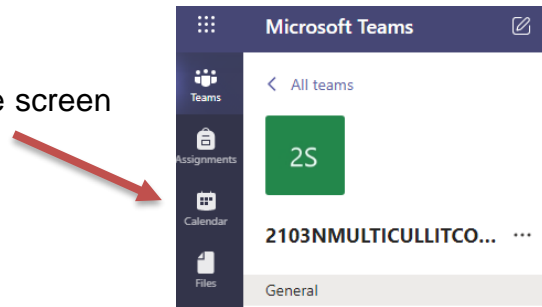 Microsoft Teams
Teams
All teams
screen
Assignments
2S
Calendar
2103NMULTICULLITCO... ...
Files
General